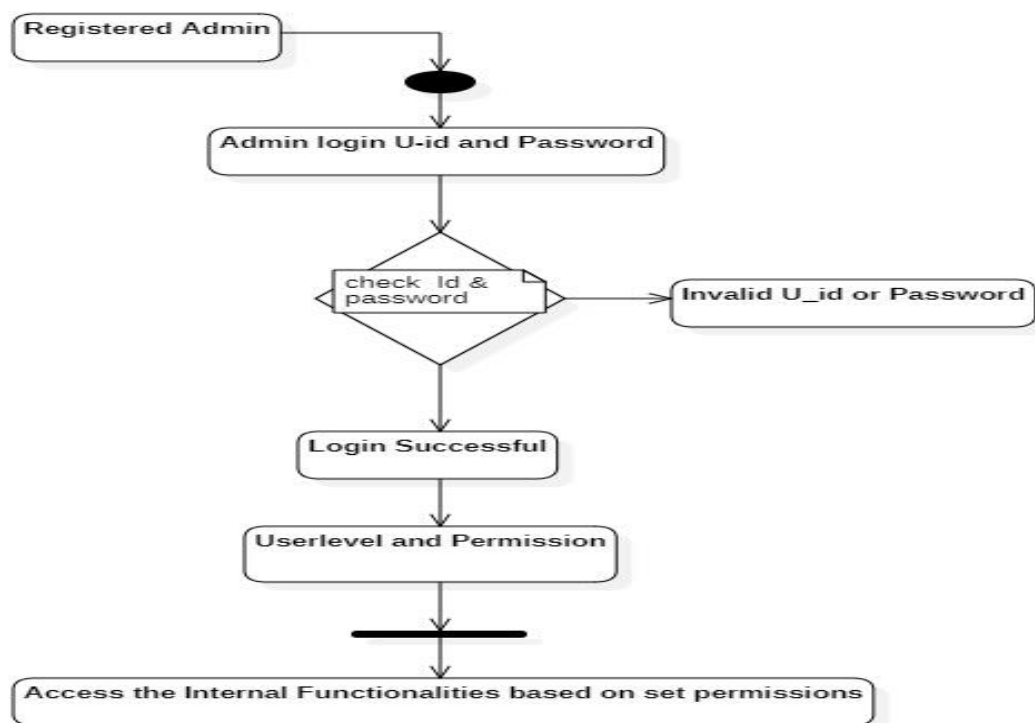 Registered Admin
Admin login U-id and Password
check Id &
password
Invalid U_id or Password
Login Successful
Userlevel and Permission
Access the Internal Functionalities based on set permissions